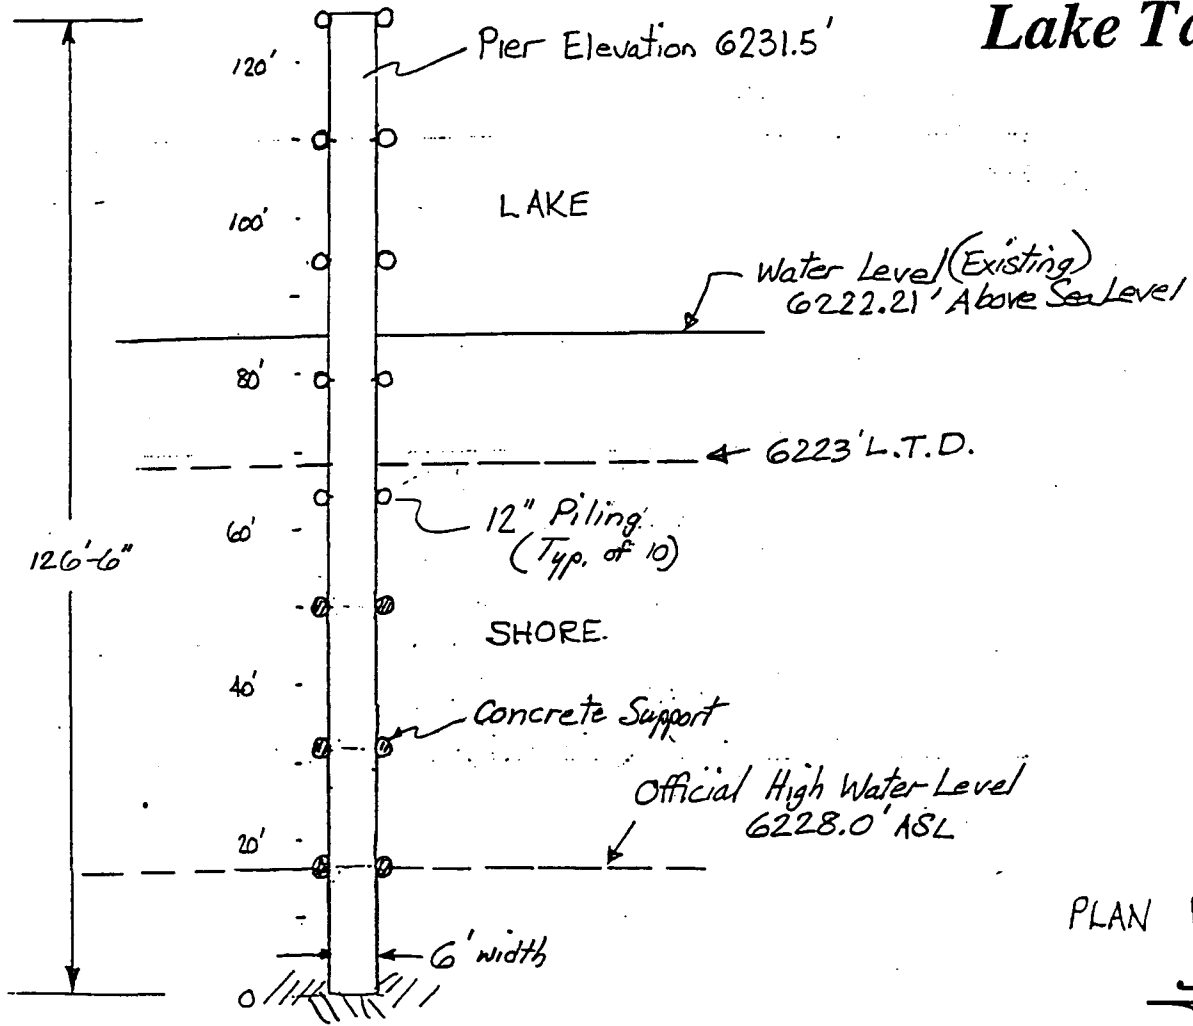 Lake Ta
Pier Elevation 6231.5'
120'
100'
LAKE
Water Level (Existing)
6222.21' Above Sea Level
80'
6223' L.T.D.
12" Piling
(Typ. of 10)
60'
126'-6"
SHORE.
40'
Concrete Support
Official High Water Level
6228.0' ASL
20'
PLAN
6' width
0